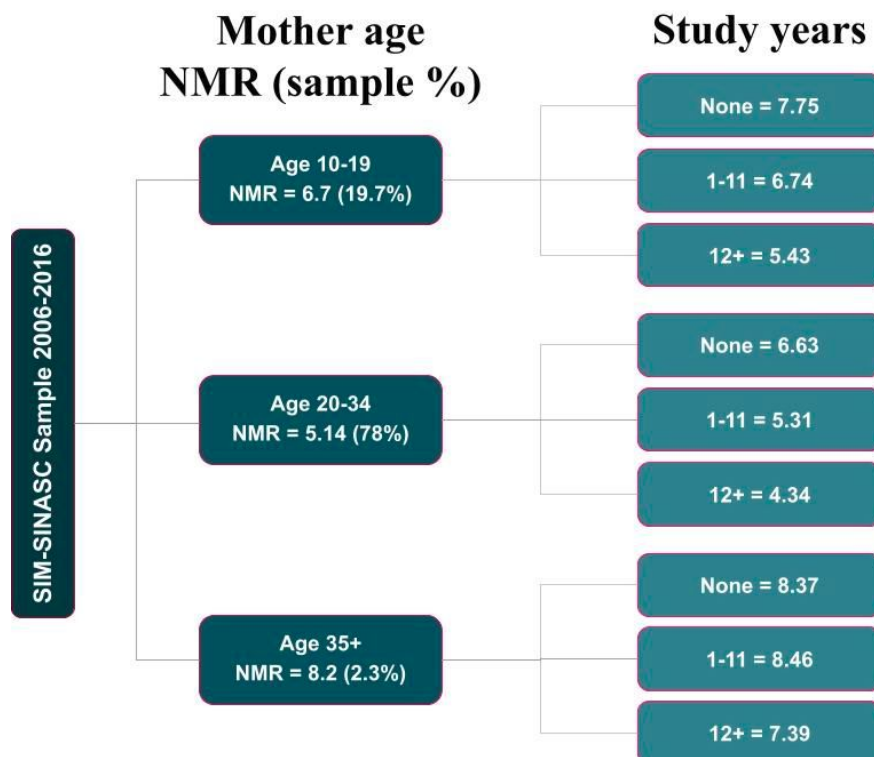 Mother age
NMR (sample %)
Study years
SIM-SINASC Sample 2006-2016
Age 10-19
NMR = 6.7 (19.7%)
None = 7.75
1-11 = 6.74
12+ = 5.43
Age 20-34
NMR = 5.14 (78%)
None = 6.63
1-11 = 5.31
12+ = 4.34
Age 35+
NMR = 8.2 (2.3%)
None = 8.37
1-11 = 8.46
12+ = 7.39